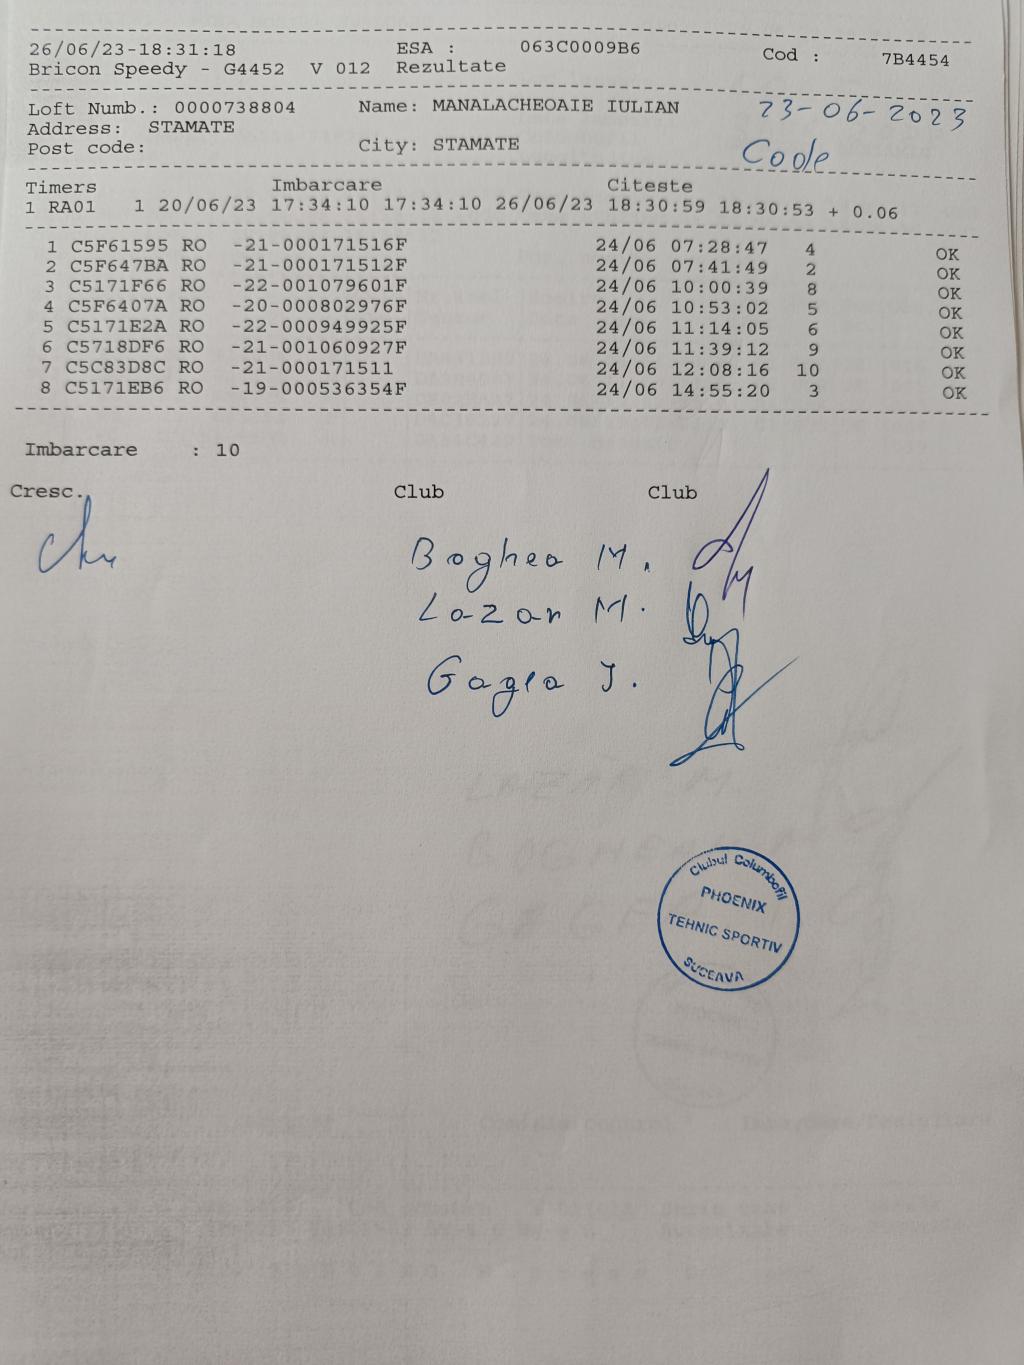 26/06/23-18:31:18 ESA : 063C0009B6 Cod : 7B4454
Bricon Speedy - G4452 V 012 Rezultate
Loft Numb.: 0000738804 Name: MANALACHEOAIE IULIAN 23-06-2023
Address: STAMATE
Post code: City: STAMATE Code
Timers Imbarcare Citeste
1 RA01 1 20/06/23 17:34:10 17:34:10 26/06/23 18:30:59 18:30:53 + 0.06
1 C5F61595 RO -21-000171516F 24/06 07:28:47 4 OK
2 C5F647BA RO -21-000171512F 24/06 07:41:49 2 OK
3 C5171F66 RO -22-001079601F 24/06 10:00:39 8 OK
4 C5F6407A RO -20-000802976F 24/06 10:53:02 5 OK
5 C5171E2A RO -22-000949925F 24/06 11:14:05 6 OK
6 C5718DF6 RO -21-001060927F 24/06 11:39:12 9 OK
7 C5C83D8C RO -21-000171511 24/06 12:08:16 10 OK
8 C5171EB6 RO -19-000536354F 24/06 14:55:20 3 OK
Imbarcare : 10
Cresc. Club Club
Boghea M.
Lazar M.
Gagea I.
Clubul Columbofil
PHOENIX
TEHNIC SPORTIV
SUCEAVA